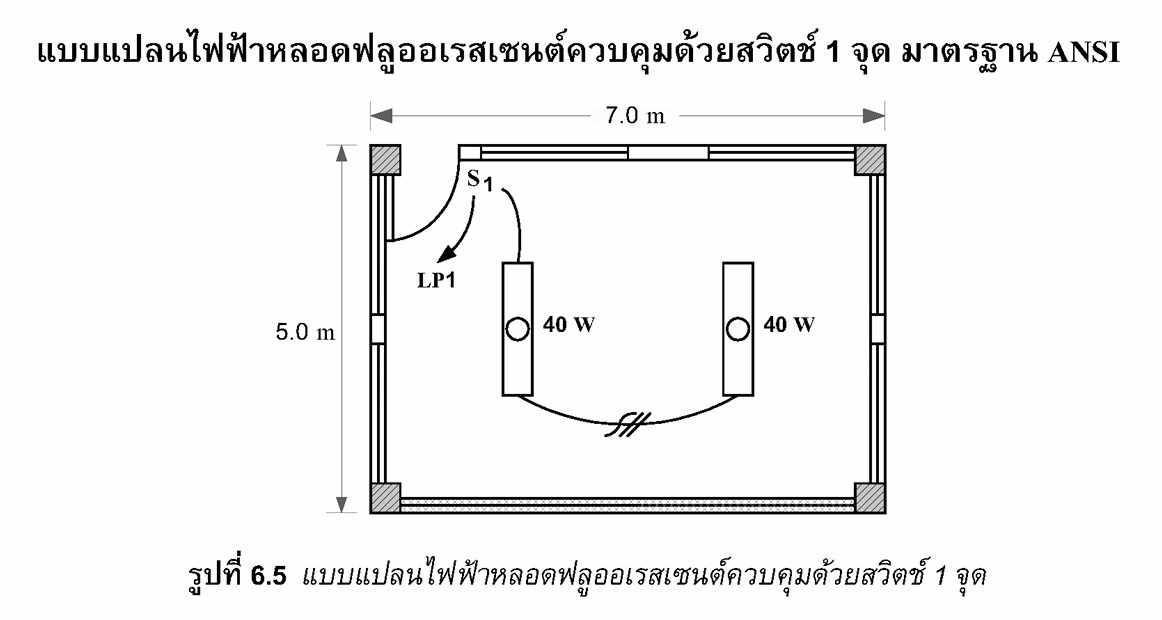 แบบแปลนไฟฟ้าหลอดฟลูออเรสเซนต์ควบคุมด้วยสวิตช์ 1 จุด มาตรฐาน ANSI
7.0 m
S1
LP1
40 W
40 W
5.0 m
รูปที่ 6.5 แบบแปลนไฟฟ้าหลอดฟลูออเรสเซนต์ควบคุมด้วยสวิตช์ 1 จุด